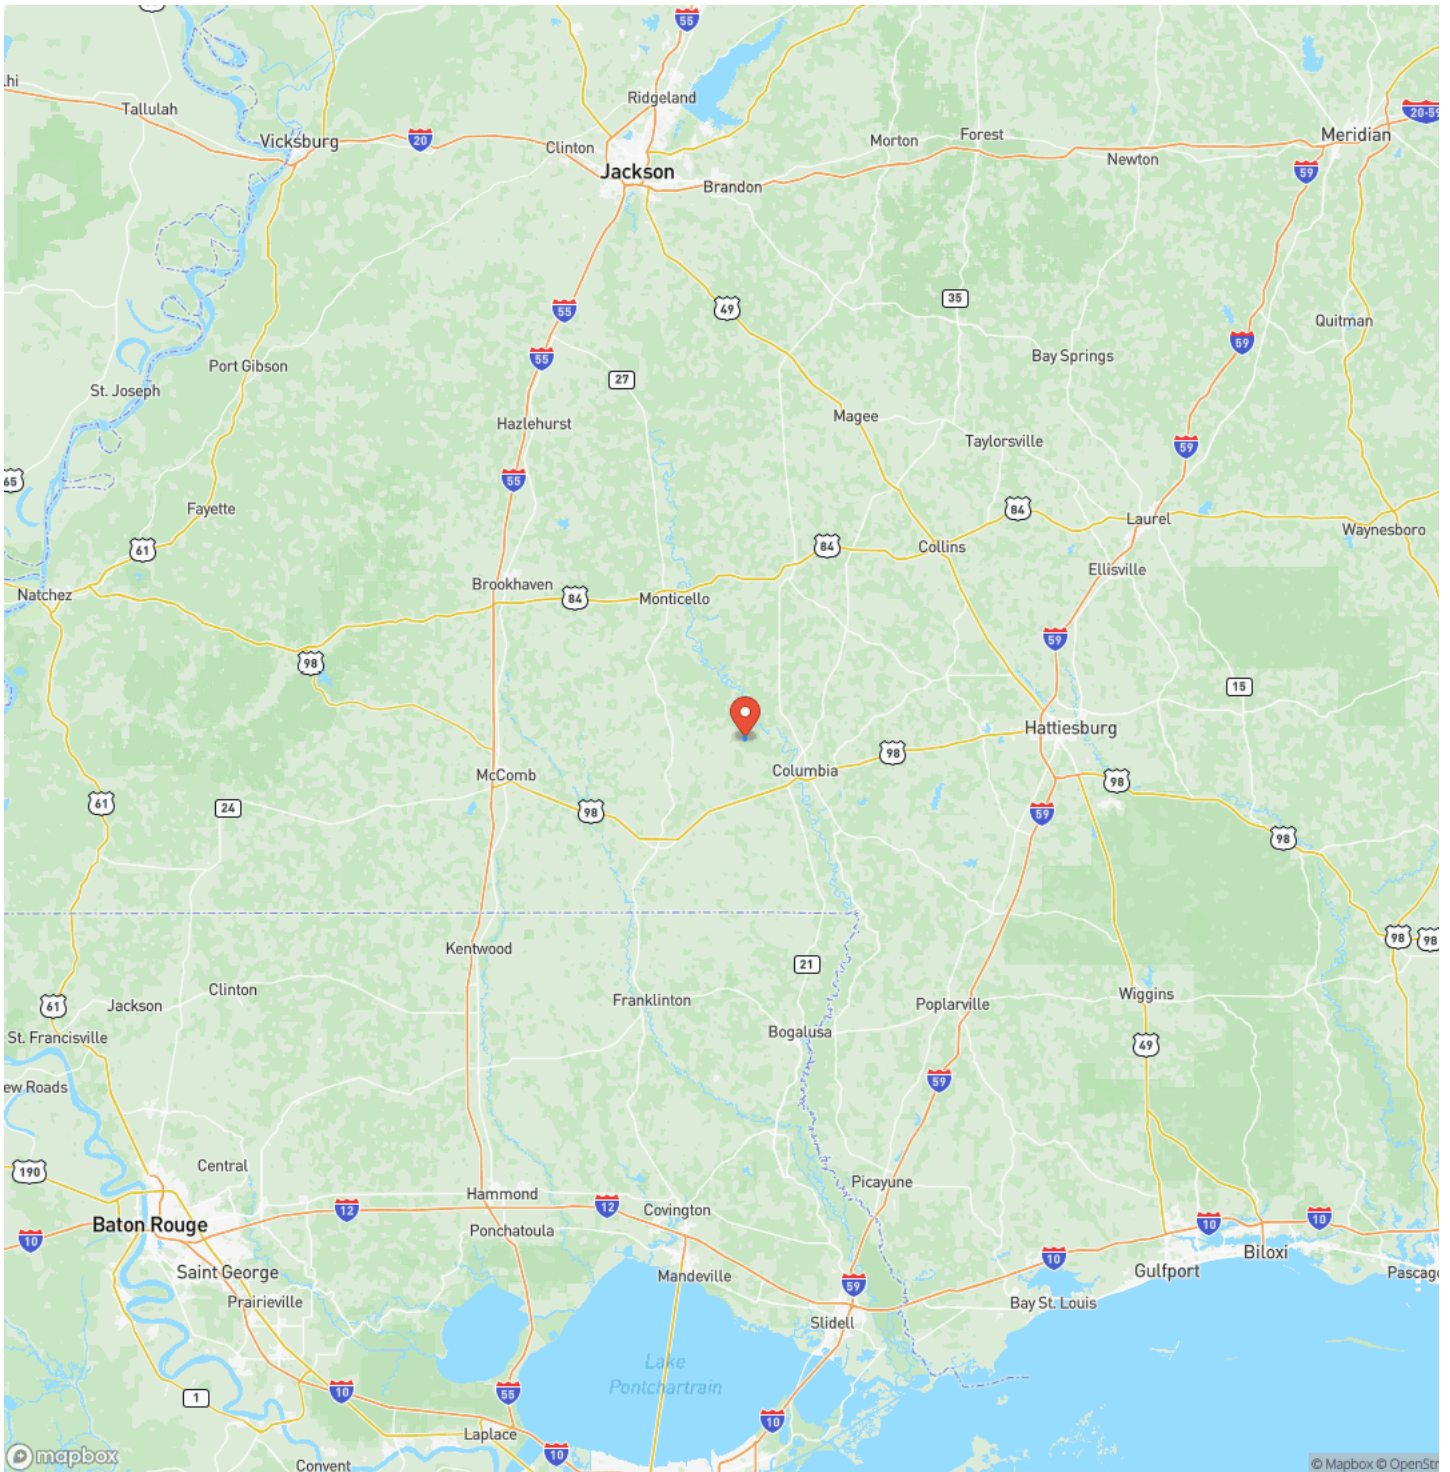 55
Ridgeland
lhi
Tallulah
Vicksburg
20
Clinton
Jackson
Brandon
Morton
Forest
Newton
Meridian
20-59
59
49
35
55
55
59
Quitman
Port Gibson
Bay Springs
27
St. Joseph
Magee
Hazlehurst
Taylorsville
59
65
55
84
Fayette
Laurel
Waynesboro
61
84
Collins
Ellisville
Natchez
Brookhaven
84
Monticello
59
98
15
Hattiesburg
98
McComb
Columbia
98
61
24
98
59
98
98
98
Kentwood
21
61
Jackson
Clinton
Franklinton
Poplarville
Wiggins
St. Francisville
Bogalusa
49
ew Roads
59
190
Central
Picayune
12
Hammond
12
Covington
Baton Rouge
10
Ponchatoula
10
10
Biloxi
10
Saint George
Mandeville
59
Gulfport
Pascago
Prairieville
Bay St. Louis
Slidell
Lake
Pontchartrain
1
10
55
10
Laplace
10
Convent
mapbox
© Mapbox © OpenStr